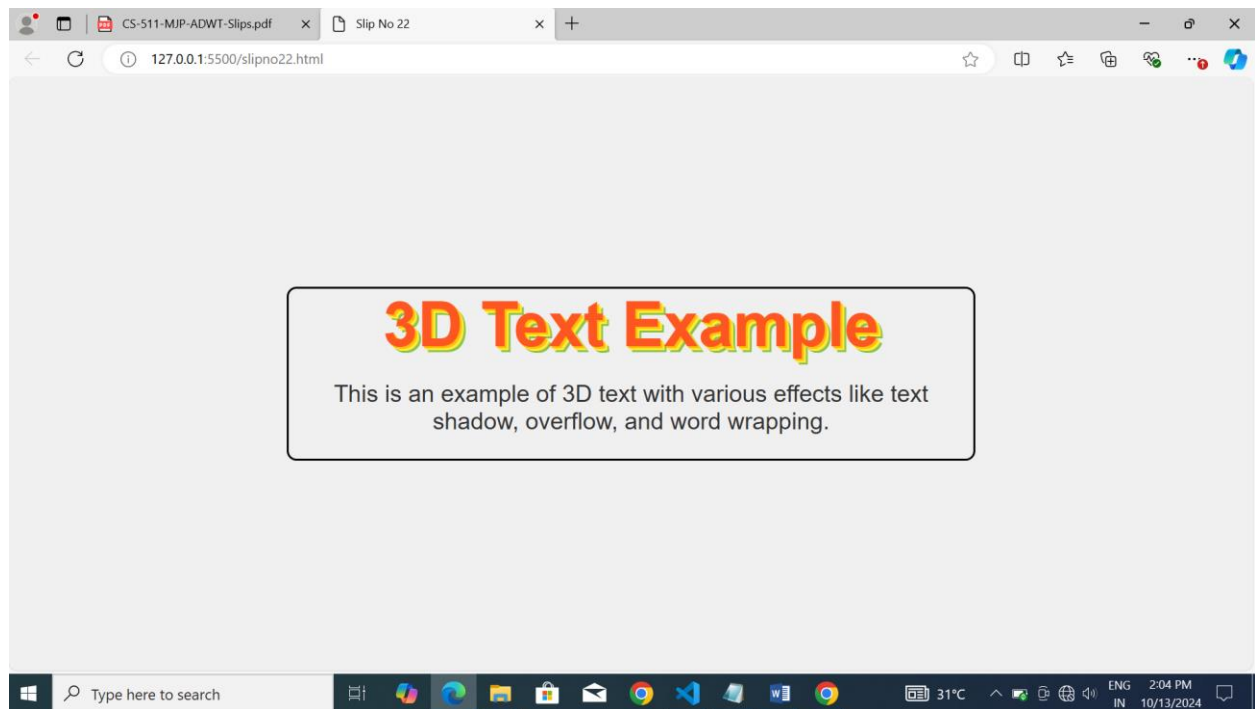 CS-511-MJP-ADWT-Slips.pdf
Slip No 22
127.0.0.1:5500/slipno22.html
3D Text Example
This is an example of 3D text with various effects like text
shadow, overflow, and word wrapping.
Type here to search
31°C
ENG
IN
2:04 PM
10/13/2024